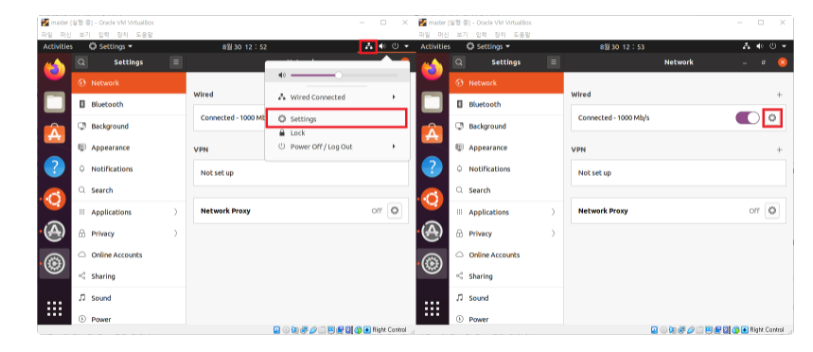 master (실행 중) - Oracle VM VirtualBox
파일 머신 보기 입력 장치 도움말
Activities Settings
8월 30 12 : 52
Settings
Network
Bluetooth
Background
Appearance
Notifications
Search
Applications
Privacy
Online Accounts
Sharing
Sound
Power
Wired
Connected - 1000 Mb
VPN
Not set up
Network Proxy
Off
Wired Connected
Settings
Lock
Power Off / Log Out
Right Control
master (실행 중) - Oracle VM VirtualBox
파일 머신 보기 입력 장치 도움말
Activities Settings
8월 30 12 : 53
Settings
Network
Network
Bluetooth
Background
Appearance
Notifications
Search
Applications
Privacy
Online Accounts
Sharing
Sound
Power
Wired
Connected - 1000 Mb/s
VPN
Not set up
Network Proxy
Off
Right Control